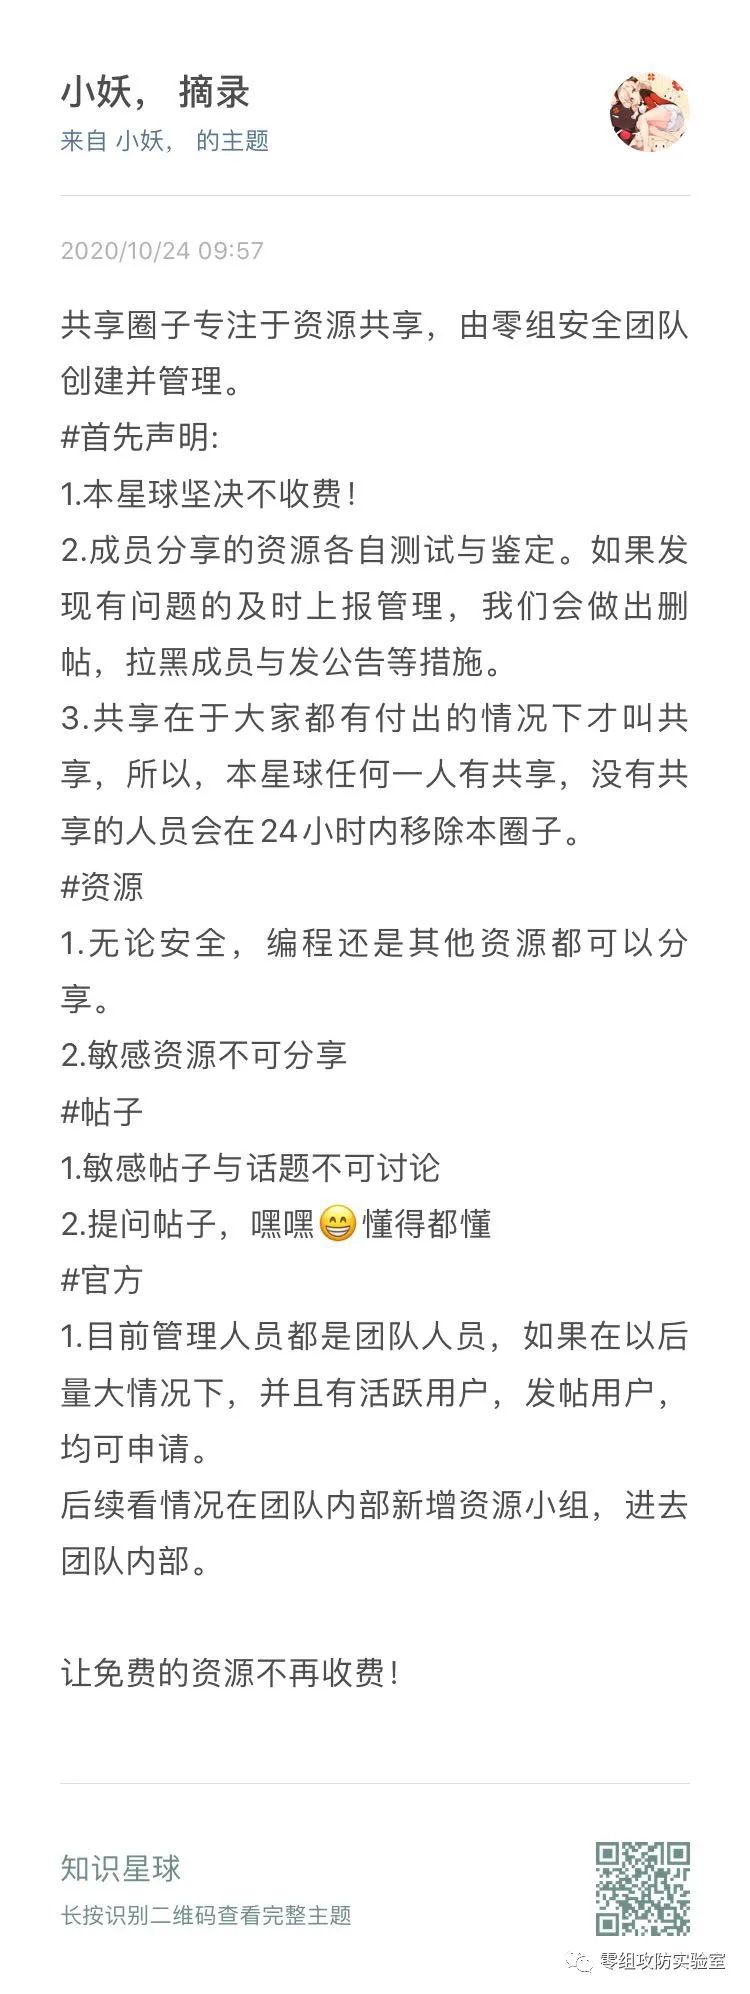 小妖， 摘录
来自 小妖， 的主题
2020/10/24 09:57
共享圈子专注于资源共享，由零组安全团队
创建并管理。
#首先声明:
1.本星球坚决不收费！
2.成员分享的资源各自测试与鉴定。如果发
现有问题的及时上报管理，我们会做出删
帖，拉黑成员与发公告等措施。
3.共享在于大家都有付出的情况下才叫共
享，所以，本星球任何一人有共享，没有共
享的人员会在24小时内移除本圈子。
#资源
1.无论安全，编程还是其他资源都可以分
享。
2.敏感资源不可分享
#帖子
1.敏感帖子与话题不可讨论
2.提问帖子，嘿嘿😁懂得都懂
#官方
1.目前管理人员都是团队人员，如果在以后
量大情况下，并且有活跃用户，发帖用户，
均可申请。
后续看情况在团队内部新增资源小组，进去
团队内部。
让免费的资源不再收费！
知识星球
长按识别二维码查看完整主题
零组攻防实验室